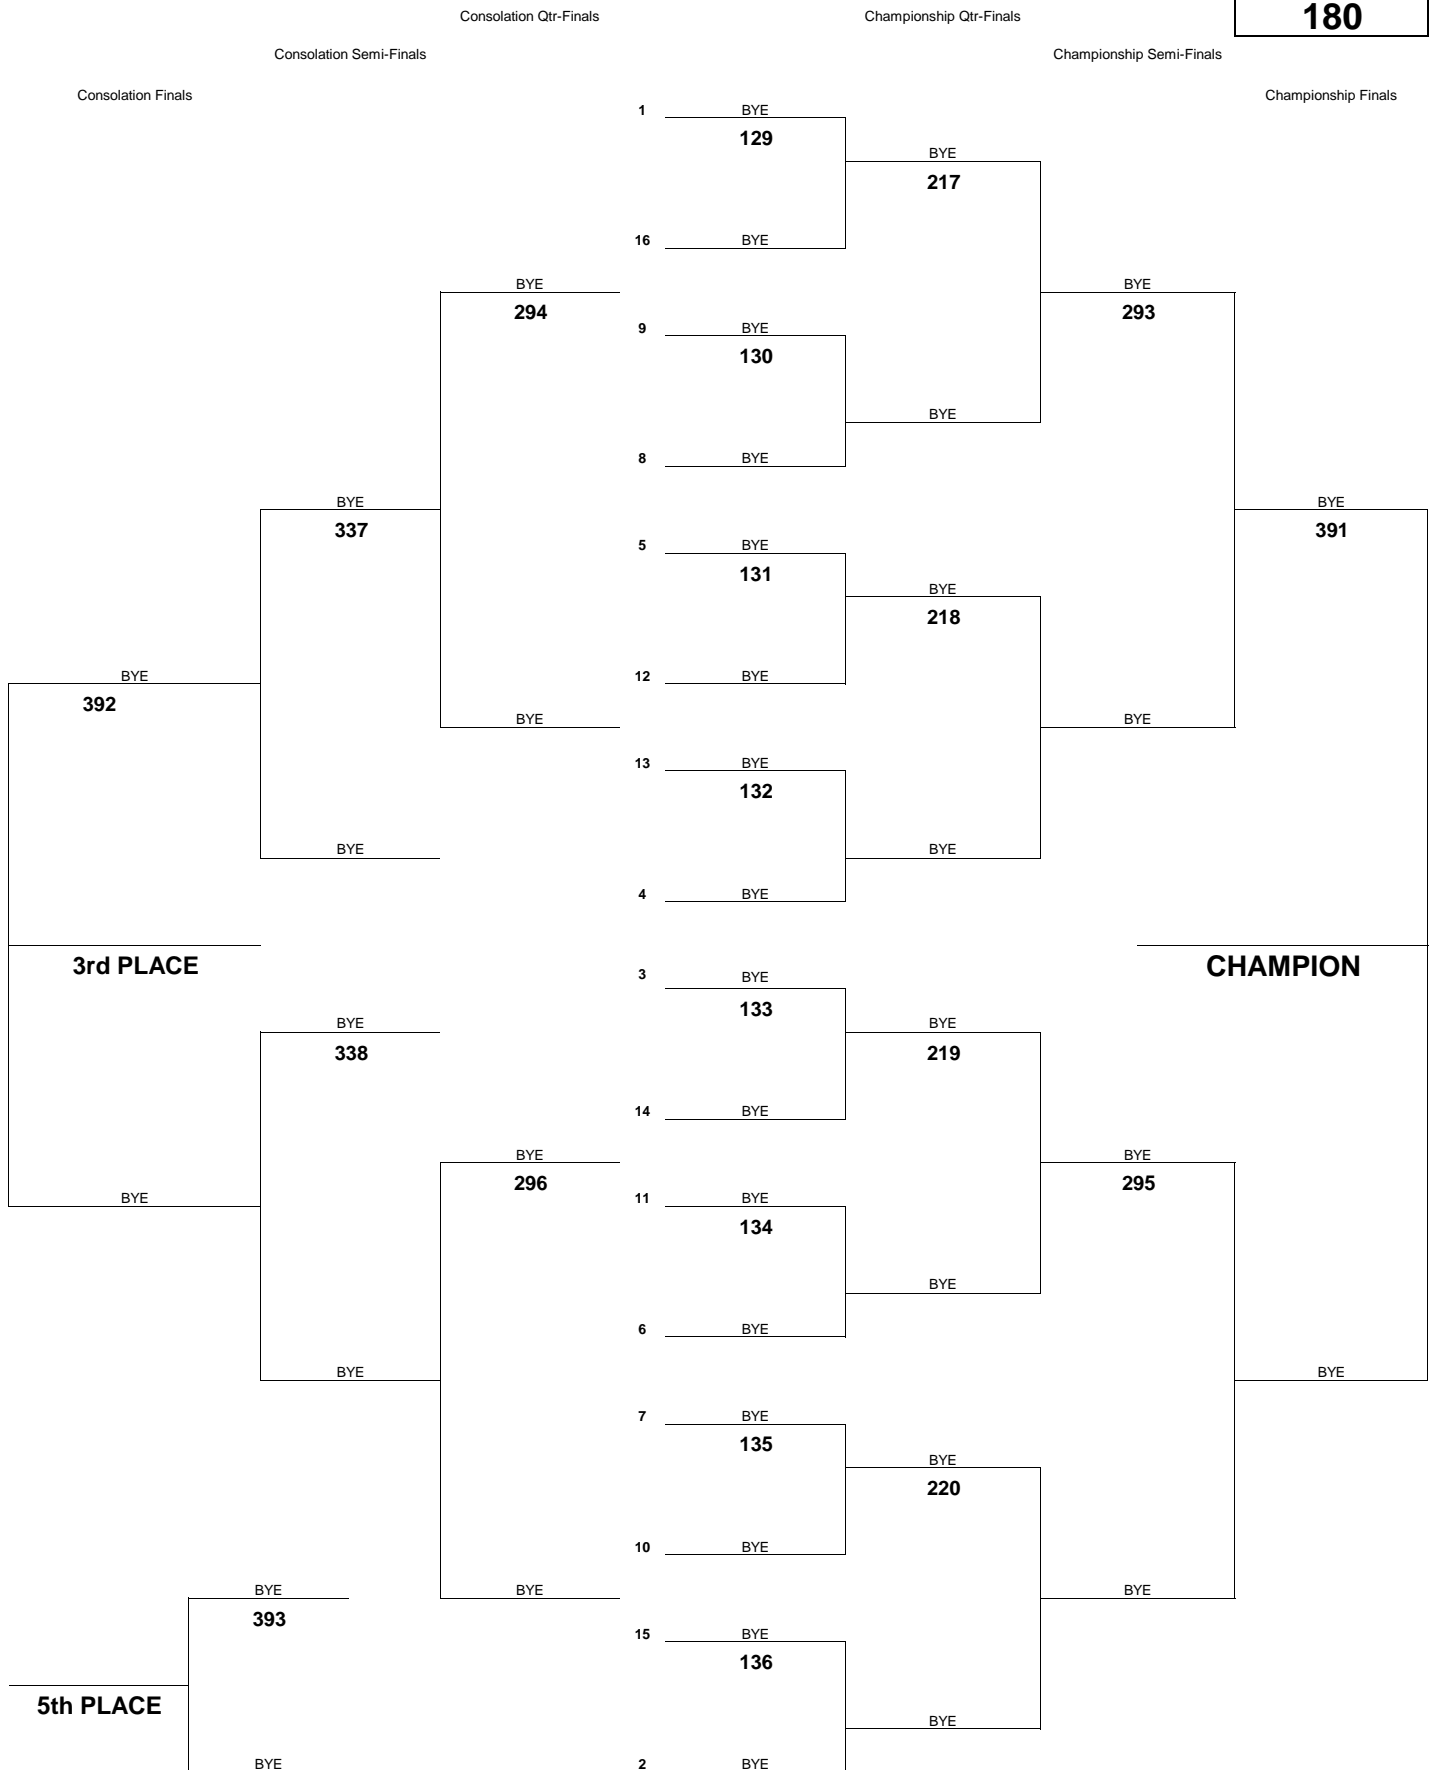 Consolation Qtr-Finals Championship Qtr-Finals 180
Consolation Semi-Finals Championship Semi-Finals
Consolation Finals Championship Finals
1 BYE
129
BYE
217
16 BYE
BYE BYE
294 293
9 BYE
130
BYE
8 BYE
BYE BYE
337 391
5 BYE
131
BYE
218
BYE 12 BYE
392
BYE BYE
13 BYE
132
BYE BYE
4 BYE
3rd PLACE CHAMPION
3 BYE
133
BYE BYE
338 219
14 BYE
BYE BYE
296 295
BYE 11 BYE
134
BYE
6 BYE
BYE BYE
7 BYE
135
BYE
220
10 BYE
BYE BYE BYE
393
15 BYE
136
5th PLACE
BYE
BYE 2 BYE